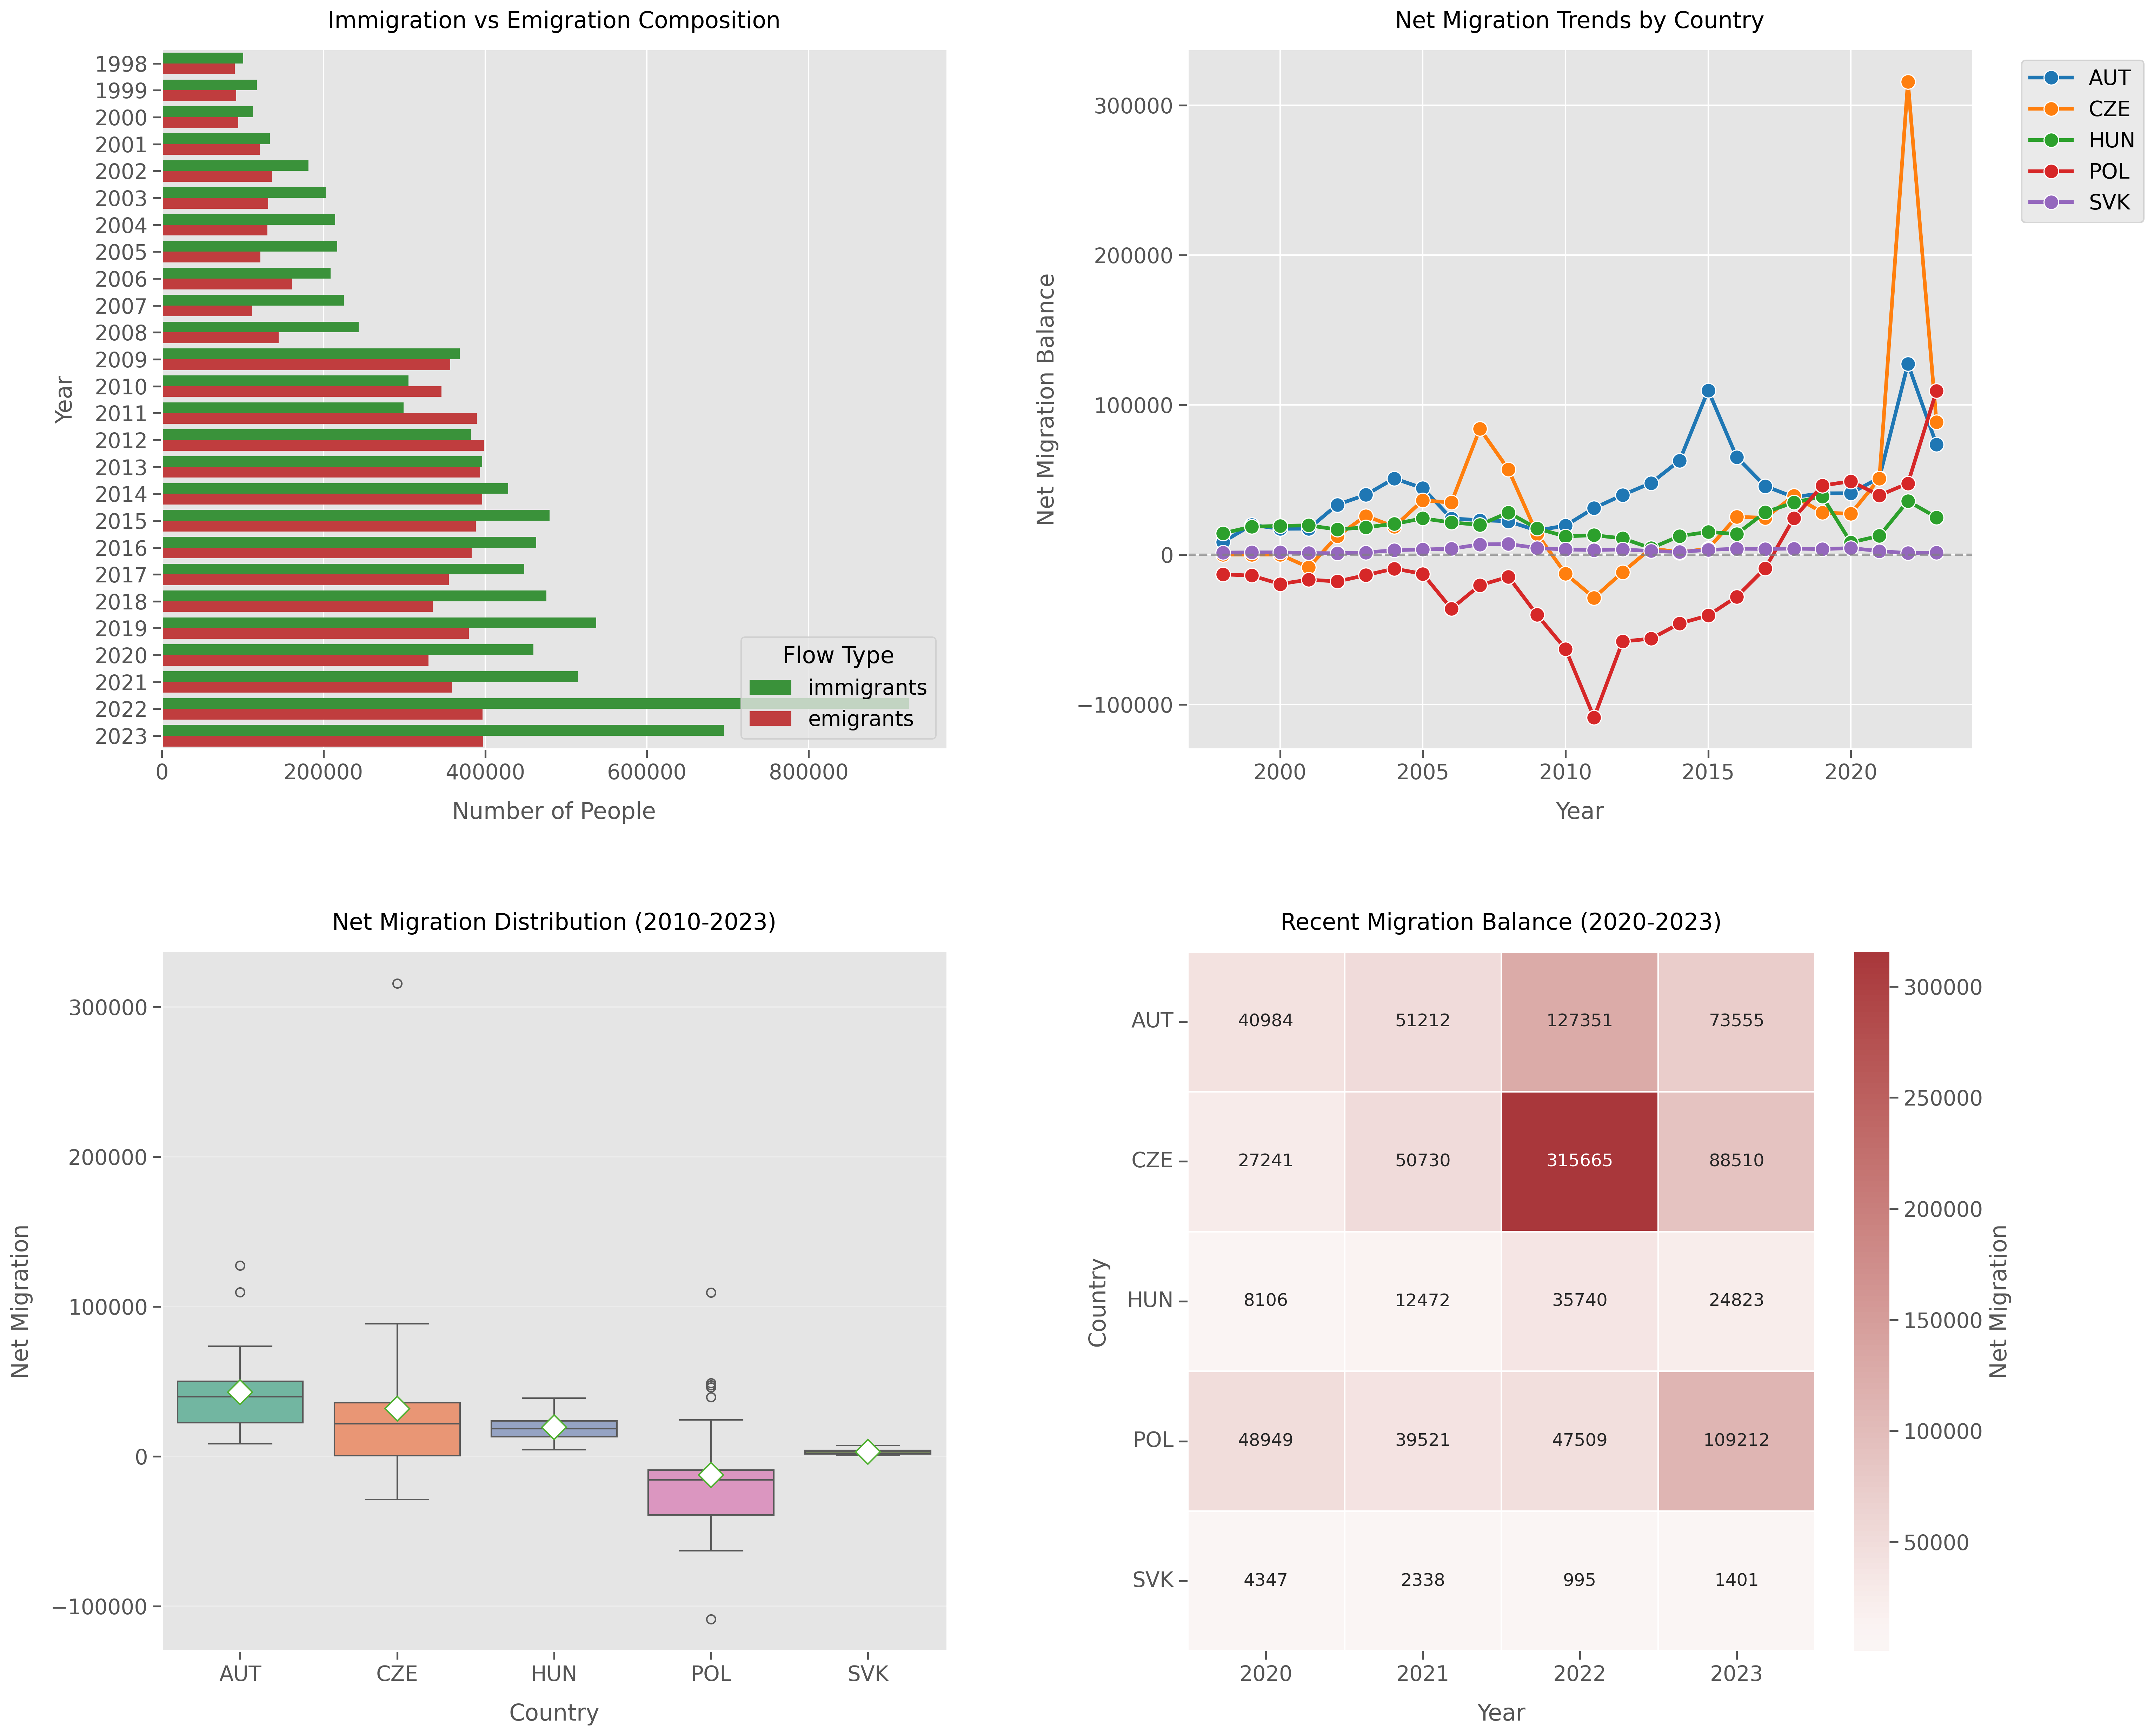 Immigration vs Emigration Composition
Year
1998
1999
2000
2001
2002
2003
2004
2005
2006
2007
2008
2009
2010
2011
2012
2013
2014
2015
2016
2017
2018
2019
2020
2021
2022
2023
0 200000 400000 600000 800000
Number of People
Flow Type
immigrants
emigrants
Net Migration Trends by Country
Net Migration Balance
300000
200000
100000
0
−100000
2000 2005 2010 2015 2020
Year
AUT
CZE
HUN
POL
SVK
Net Migration Distribution (2010-2023)
Net Migration
300000
200000
100000
0
−100000
AUT CZE HUN POL SVK
Country
Recent Migration Balance (2020-2023)
Country
AUT 40984 51212 127351 73555
CZE 27241 50730 315665 88510
HUN 8106 12472 35740 24823
POL 48949 39521 47509 109212
SVK 4347 2338 995 1401
2020 2021 2022 2023
Year
300000
250000
200000
150000
100000
50000
Net Migration